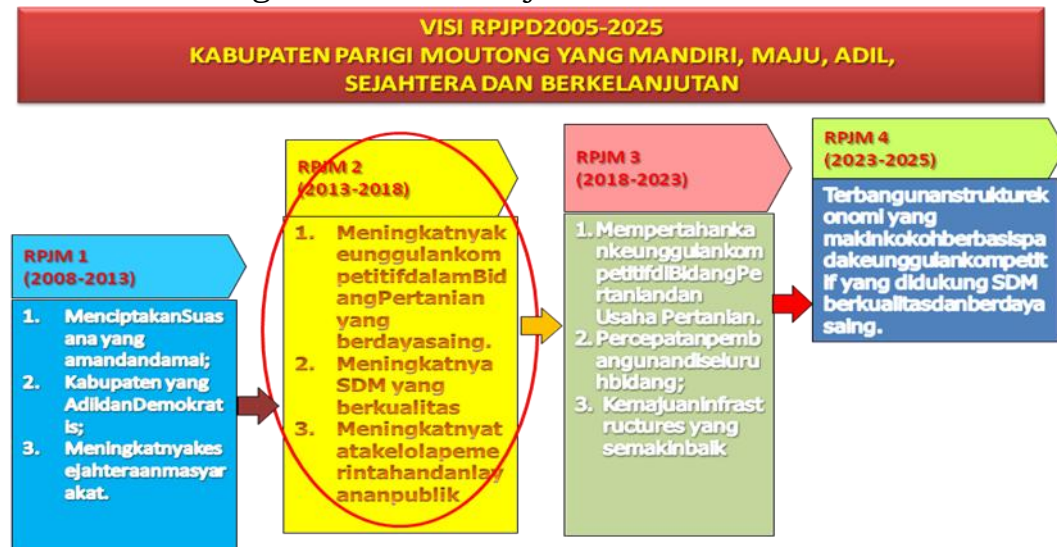 VISI RPJPD2005-2025
KABUPATEN PARIGI MOUTONG YANG MANDIRI, MAJU, ADIL,
SEJAHTERA DAN BERKELANJUTAN
RPJM 1
(2008-2013)
1. MenciptakanSuas
ana yang
amandandamai;
2. Kabupaten yang
AdildanDemokrat
is;
3. Meningkatnyakes
ejahteraanmasyar
akat.
RPJM 2
(2013-2018)
1. Meningkatnyak
eunggulankom
petitifdalamBid
angPertanian
yang
berdayasaing.
2. Meningkatnya
SDM yang
berkualitas
3. Meningkatnyat
atakelolapeme
rintahandanlay
ananpublik
RPJM 3
(2018-2023)
1. Mempertahanka
nkeunggulankom
petitifdiBidangPe
rtaniandan
Usaha Pertanian.
2. Percepatanpemb
angunandiseluru
hbidang;
3. Kemajuaninfrast
ructures yang
semakinbaik
RPJM 4
(2023-2025)
Terbangunanstrukturek
onomi yang
makinkokohberbasispa
dakeunggulankompetit
if yang didukung SDM
berkualitasdanberdaya
saing.